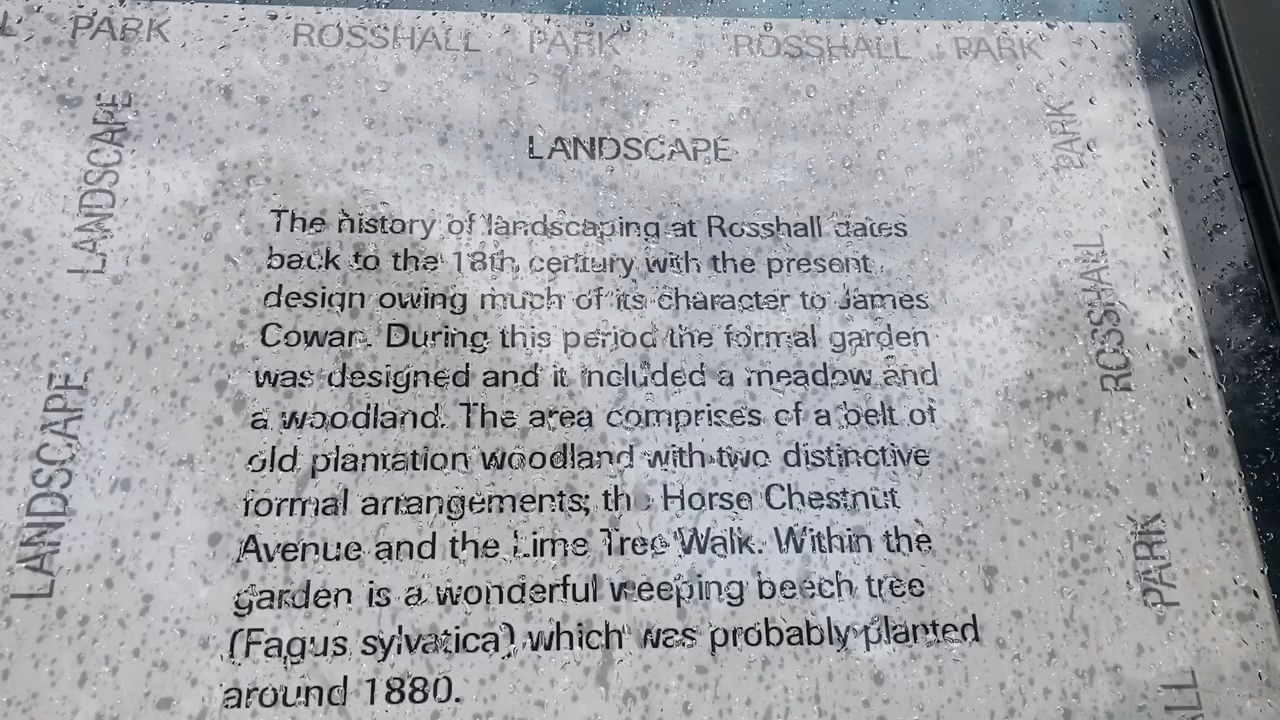 PARK ROSSHALL PARK ROSSHALL PARK
LANDSCAPE
LANDSCAPE
LANDSCAPE
The history of landscaping at Rosshall dates
back to the 18th century with the present
design owing much of its character to James
Cowan. During this period the formal garden
was designed and it included a meadow and
a woodland. The area comprises of a belt of
old plantation woodland with two distinctive
formal arrangements; the Horse Chestnut
Avenue and the Lime Tree Walk. Within the
garden is a wonderful weeping beech tree
(Fagus sylvatica) which was probably planted
around 1880.
PARK
ROSSHALL
PARK